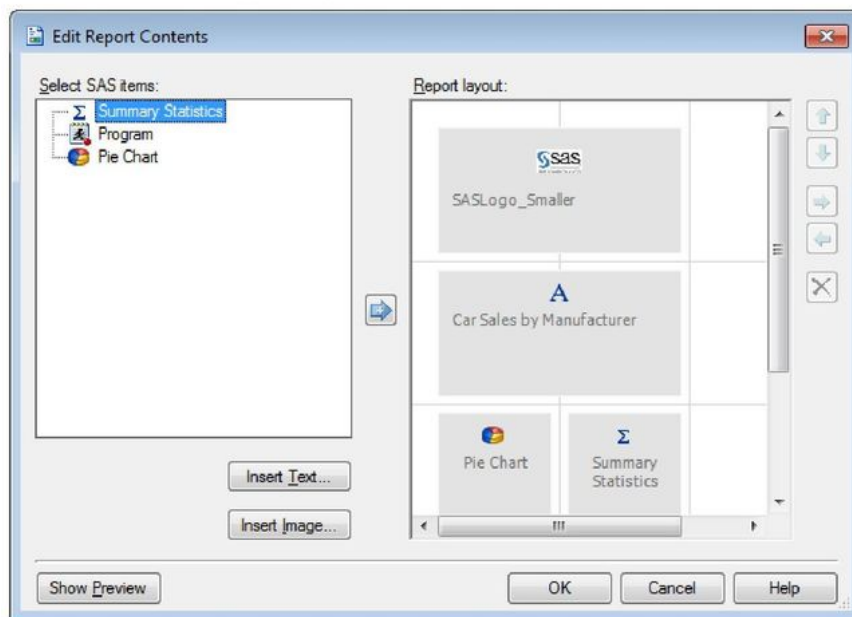 Edit Report Contents
Select SAS items:
Summary Statistics
Program
Pie Chart
Insert Text...
Insert Image...
Report layout:
sas
SASLogo_Smaller
A
Car Sales by Manufacturer
Pie Chart
Σ
Summary
Statistics
Show Preview
OK
Cancel
Help